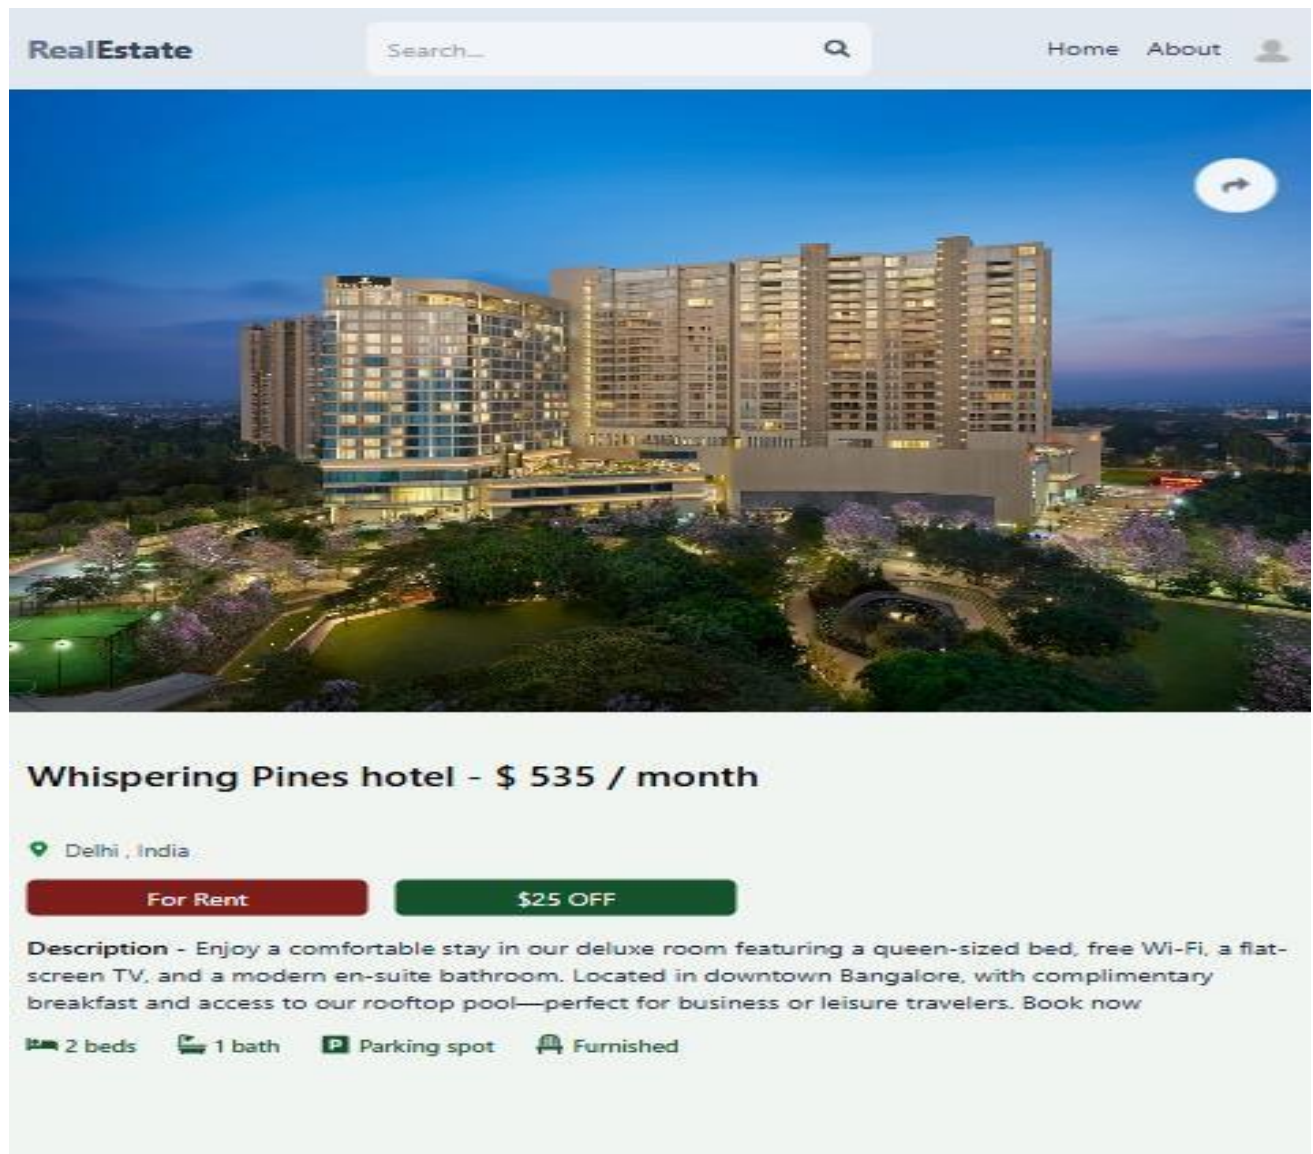 RealEstate
Search...
Home About
Whispering Pines hotel - $ 535 / month
Delhi , India
For Rent
$25 OFF
Description - Enjoy a comfortable stay in our deluxe room featuring a queen-sized bed, free Wi-Fi, a flat-
screen TV, and a modern en-suite bathroom. Located in downtown Bangalore, with complimentary
breakfast and access to our rooftop pool—perfect for business or leisure travelers. Book now
2 beds
1 bath
P Parking spot
Furnished